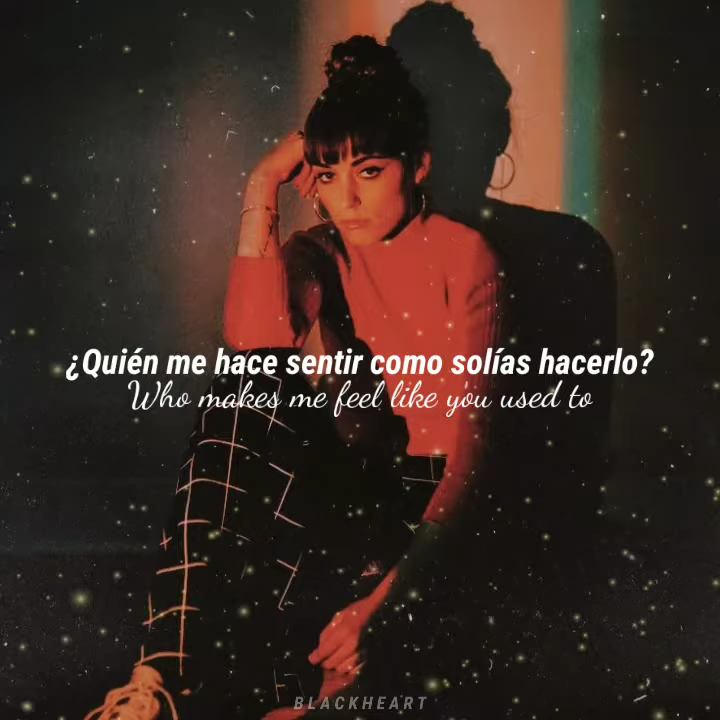 ¿Quién me hace sentir como solías hacerlo?
Who makes me feel like you used to
BLACKHEART